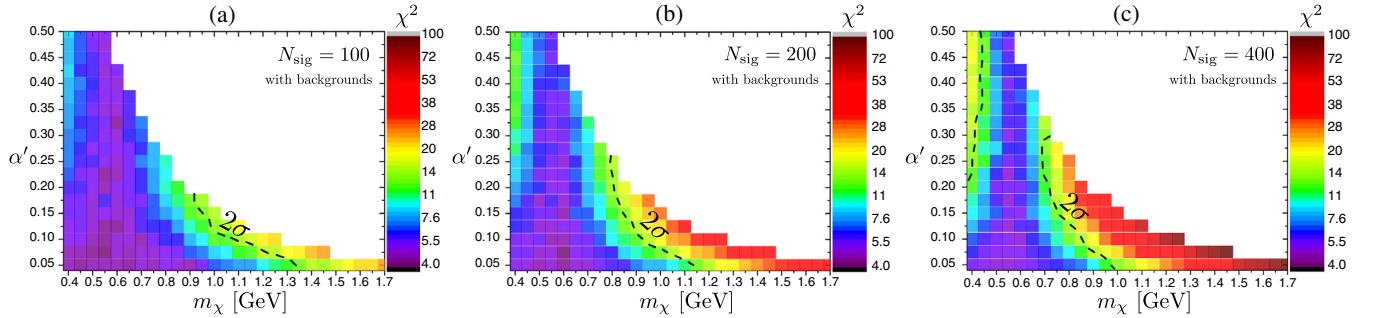 (a)
χ²
0.50
0.45
0.40
0.35
0.30
0.25
0.20
0.15
0.10
0.05
α′
N_sig = 100
with backgrounds
2σ
100
72
53
38
28
20
14
11
7.6
5.5
4.0
0.4 0.5 0.6 0.7 0.8 0.9 1.0 1.1 1.2 1.3 1.4 1.5 1.6 1.7
m_χ [GeV]
(b)
χ²
0.50
0.45
0.40
0.35
0.30
0.25
0.20
0.15
0.10
0.05
α′
N_sig = 200
with backgrounds
2σ
100
72
53
38
28
20
14
11
7.6
5.5
4.0
0.4 0.5 0.6 0.7 0.8 0.9 1.0 1.1 1.2 1.3 1.4 1.5 1.6 1.7
m_χ [GeV]
(c)
χ²
0.50
0.45
0.40
0.35
0.30
0.25
0.20
0.15
0.10
0.05
α′
N_sig = 400
with backgrounds
2σ
100
72
53
38
28
20
14
11
7.6
5.5
4.0
0.4 0.5 0.6 0.7 0.8 0.9 1.0 1.1 1.2 1.3 1.4 1.5 1.6 1.7
m_χ [GeV]